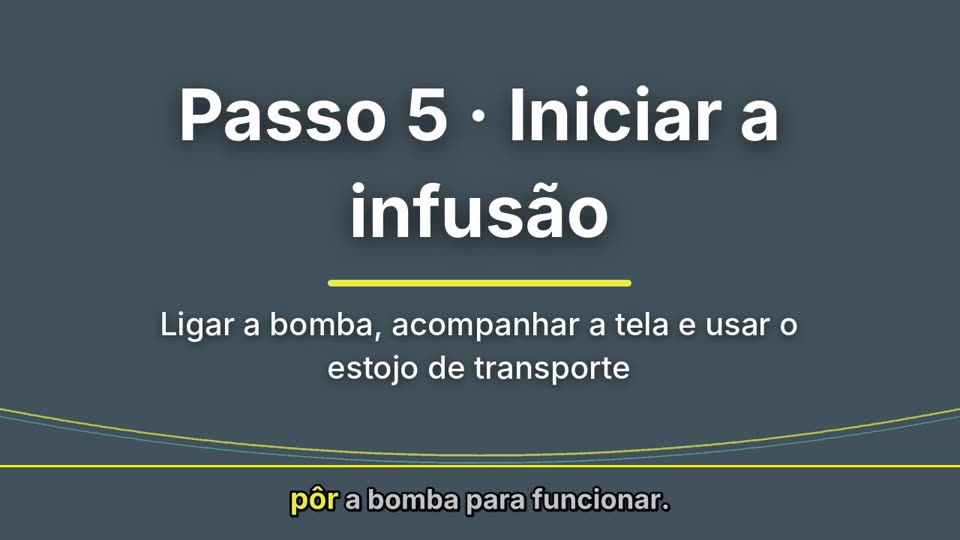 Passo 5 · Iniciar a
infusão
Ligar a bomba, acompanhar a tela e usar o
estojo de transporte
pôr a bomba para funcionar.